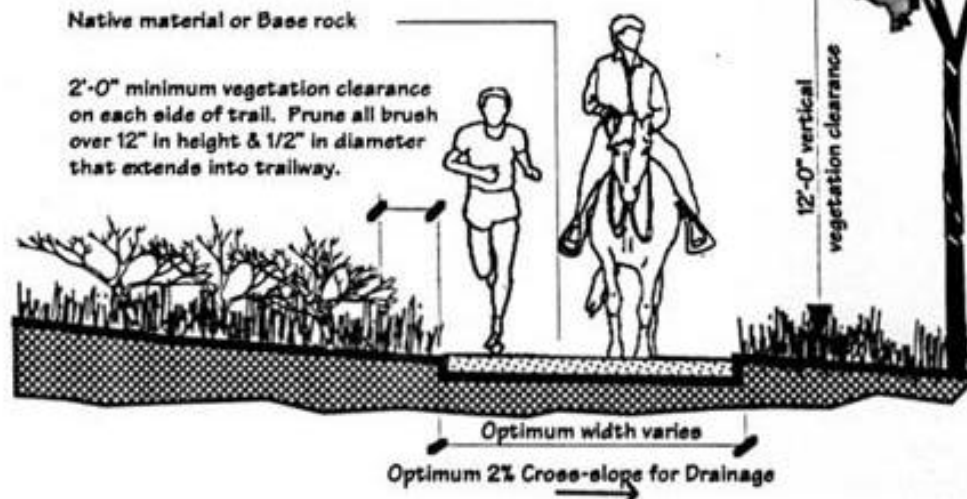 Native material or Base rock
2'-0" minimum vegetation clearance
on each side of trail. Prune all brush
over 12" in height & 1/2" in diameter
that extends into trailway.
12'-0" vertical
vegetation clearance
Optimum width varies
Optimum 2% Cross-slope for Drainage